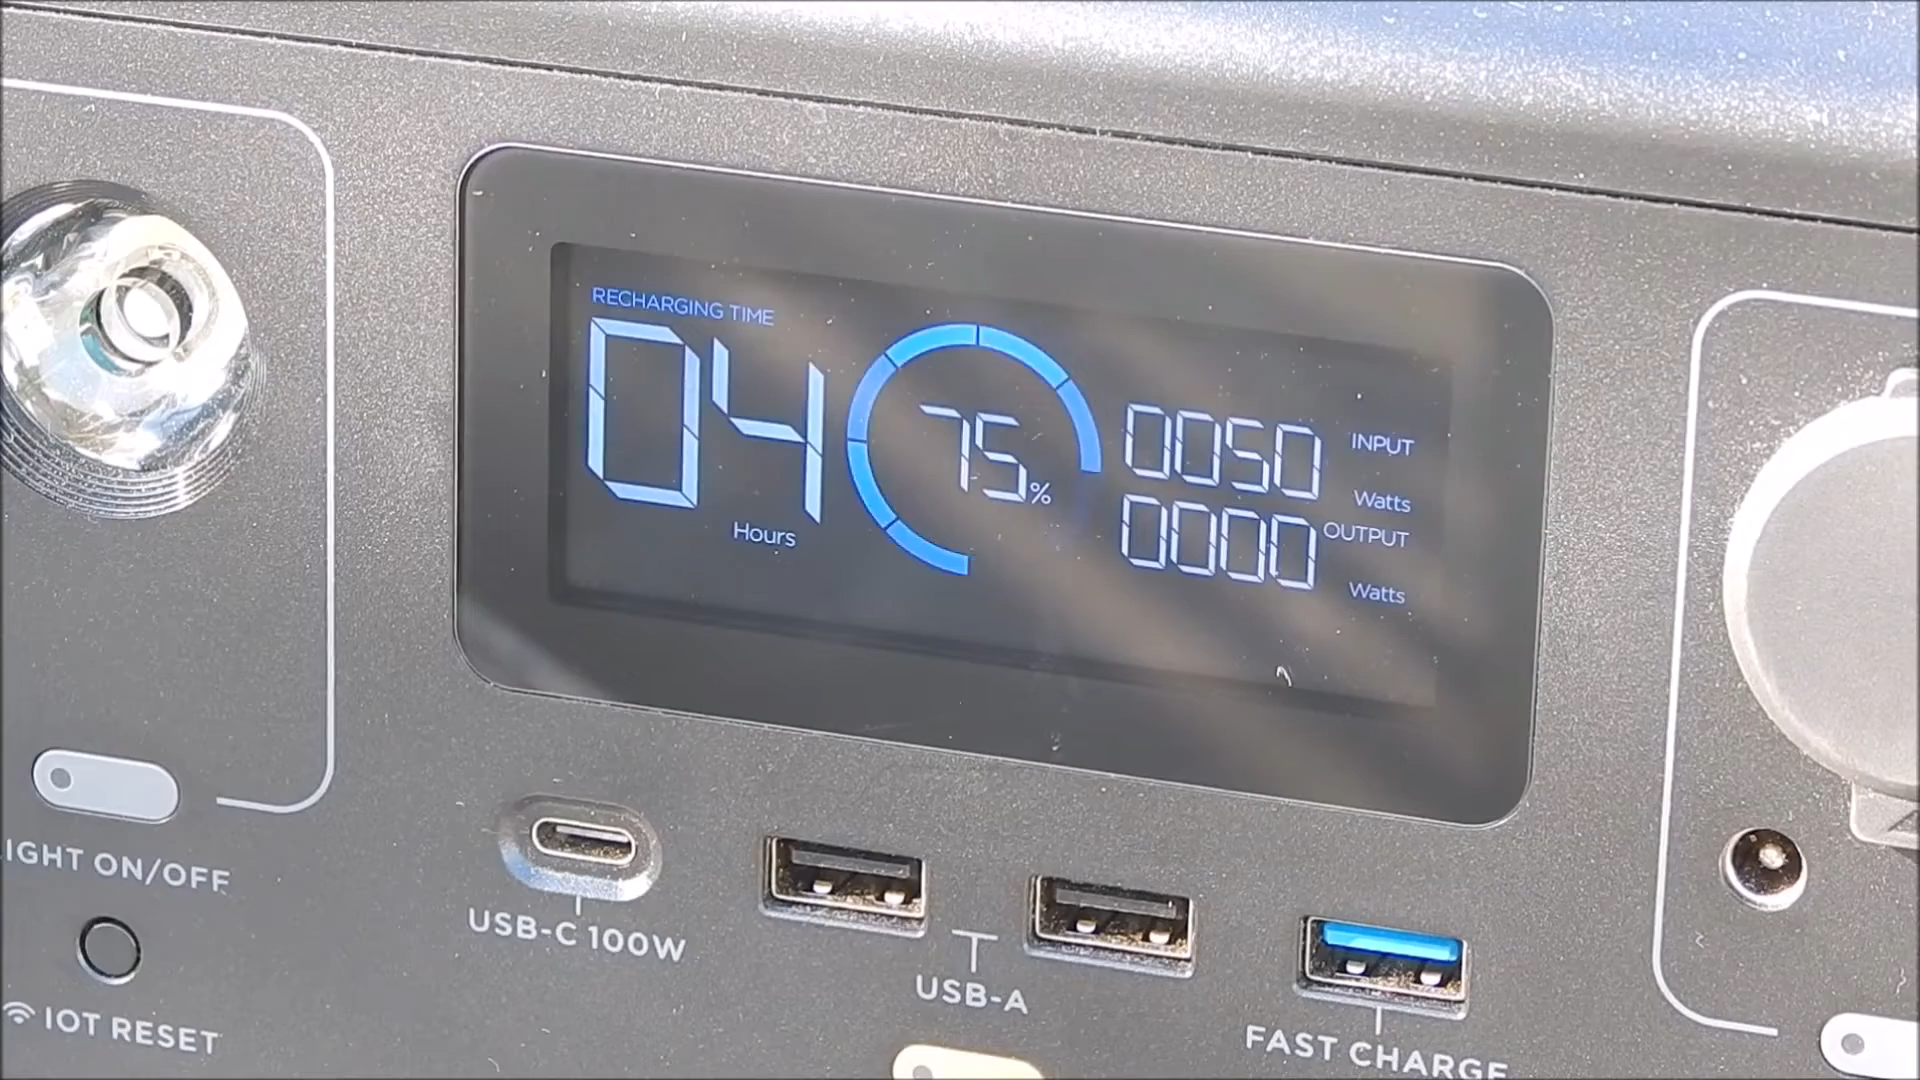 RECHARGING TIME
04
Hours
75%
0050 INPUT
Watts
0000 OUTPUT
Watts
IGHT ON/OFF
IOT RESET
USB-C 100W
USB-A
FAST CHARGE